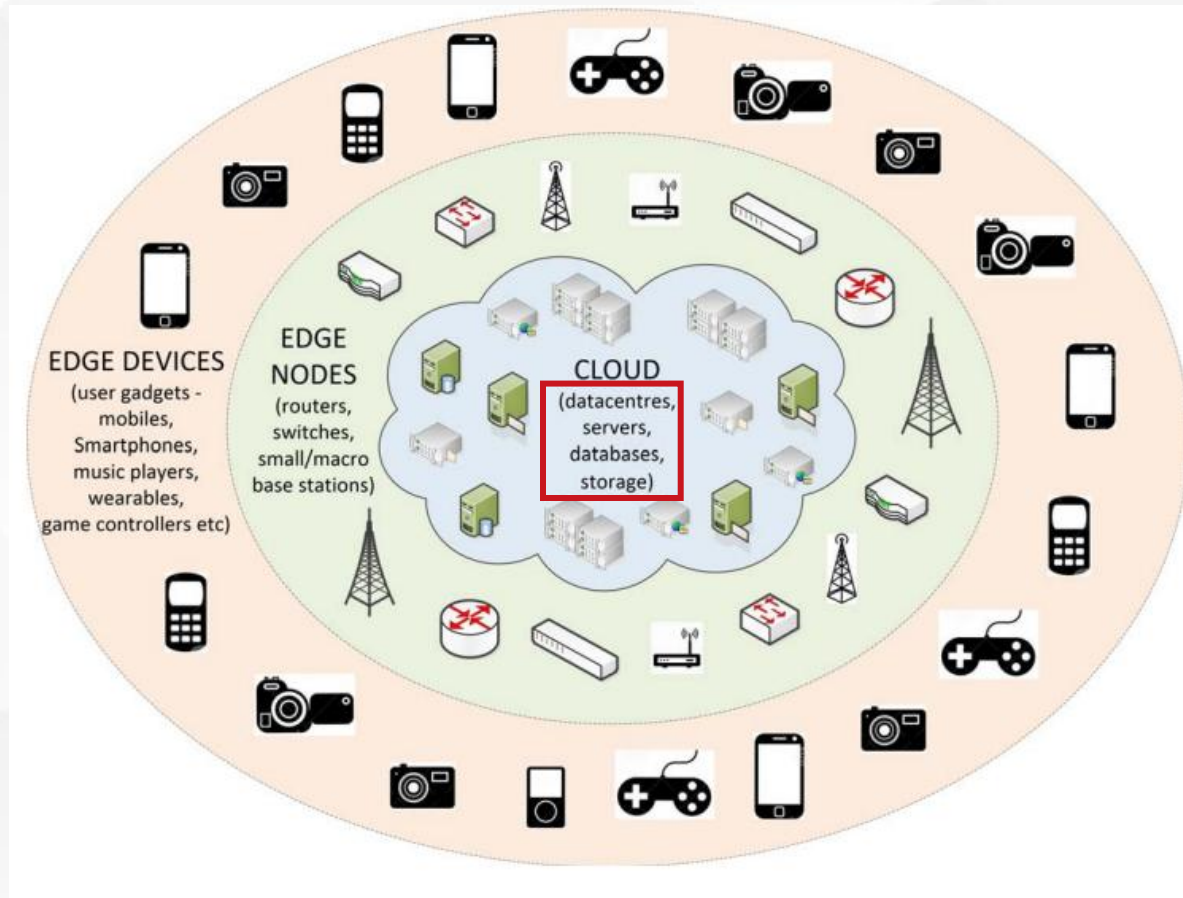 EDGE DEVICES
(user gadgets -
mobiles,
Smartphones,
music players,
wearables,
game controllers etc)
EDGE
NODES
(routers,
switches,
small/macro
base stations)
CLOUD
(datacentres,
servers,
databases,
storage)